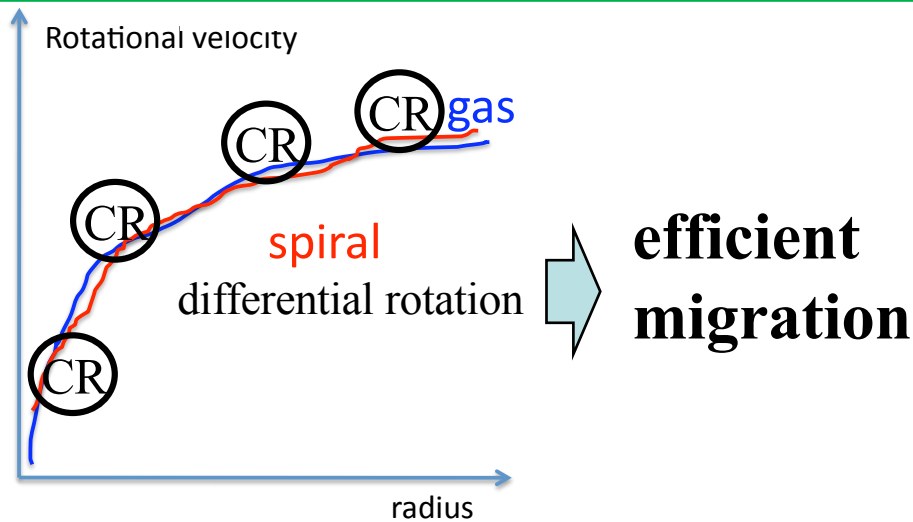 Rotational velocity
CR
CR
CR
CR
gas
spiral
differential rotation
efficient
migration
radius